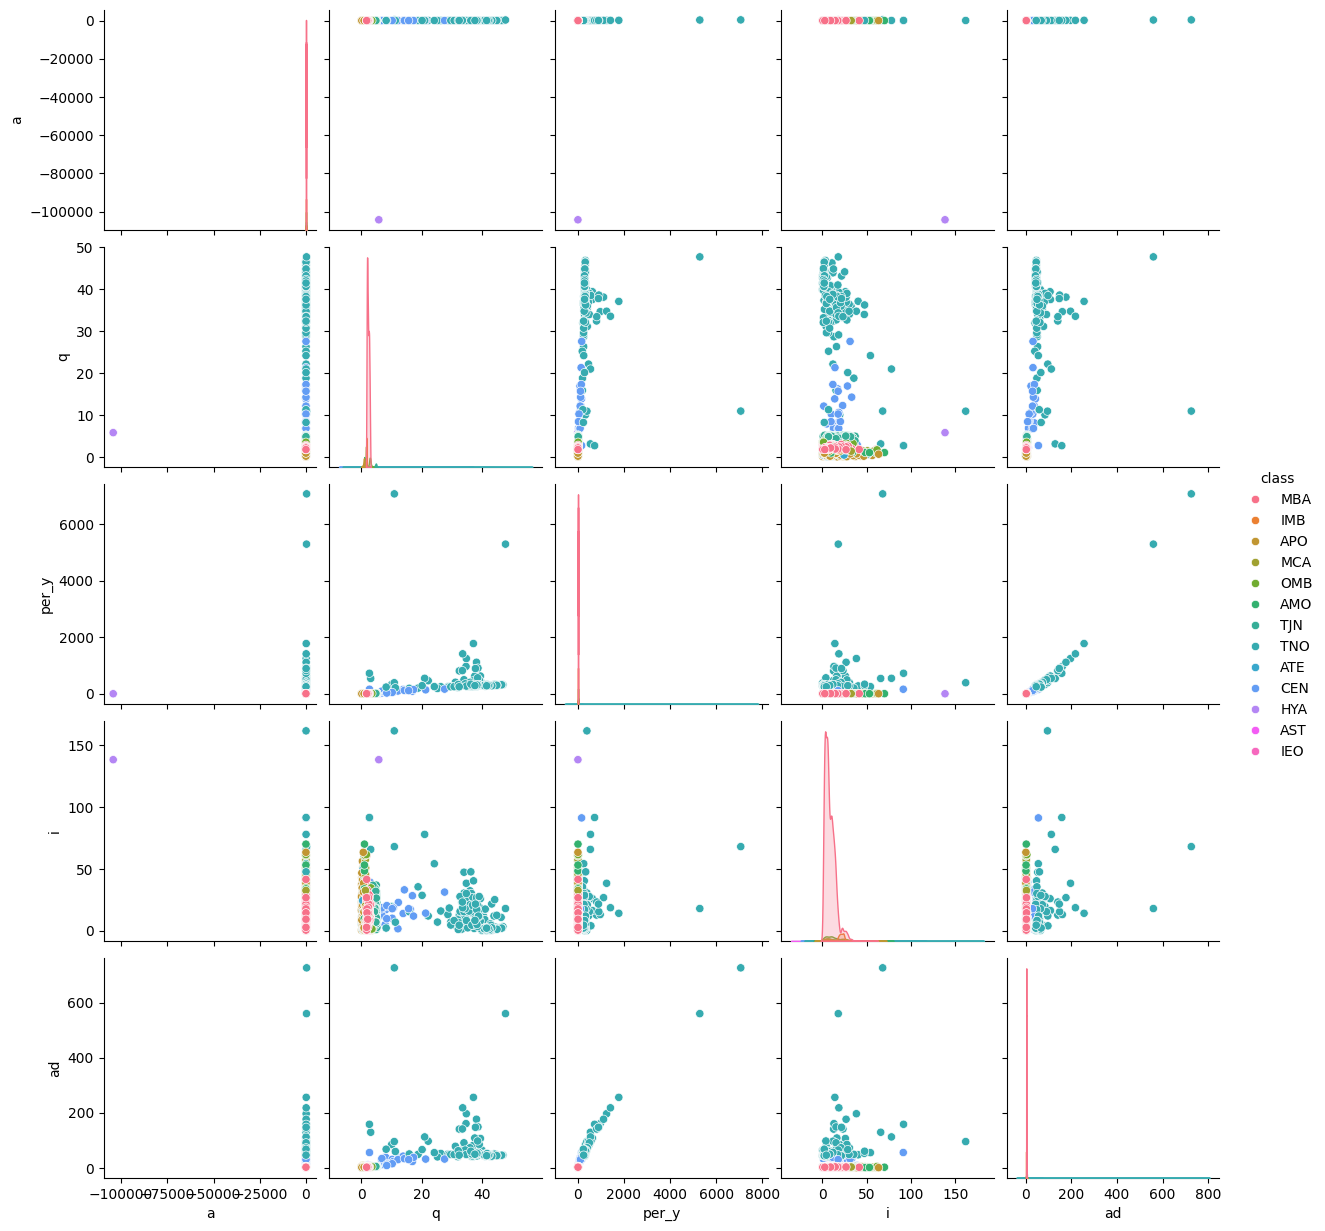 0
−20000
−40000
a
−60000
−80000
−100000
50
40
30
q
20
10
0
6000
4000
per_y
2000
0
150
100
i
50
0
600
400
ad
200
0
−100000 −75000 −50000 −25000 0
0 20 40
0 2000 4000 6000 8000
0 50 100 150
0 200 400 600 800
a q per_y i ad
class
MBA
IMB
APO
MCA
OMB
AMO
TJN
TNO
ATE
CEN
HYA
AST
IEO